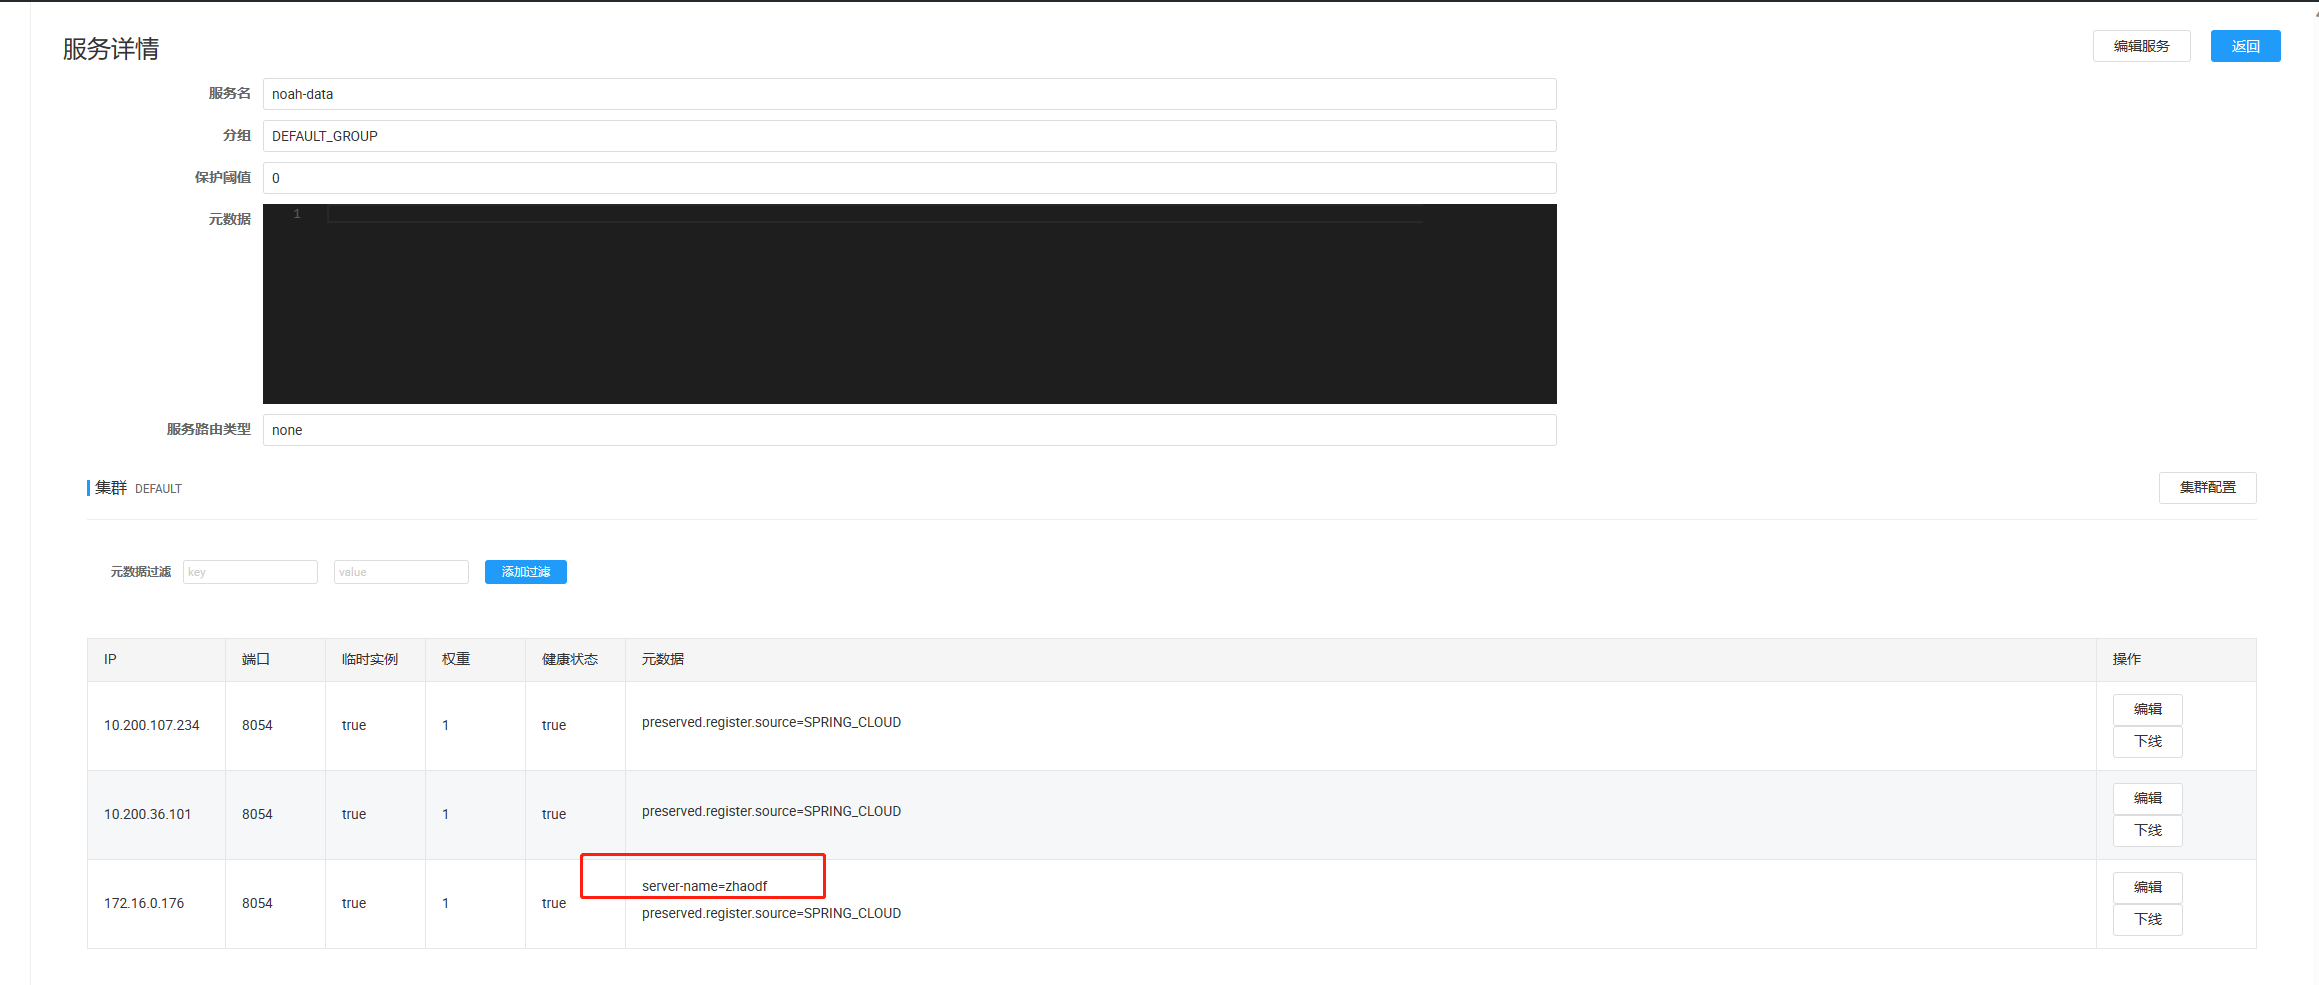 服务详情
编辑服务 返回
服务名 noah-data
分组 DEFAULT_GROUP
保护阈值 0
元数据 1
服务路由类型 none
集群 DEFAULT 集群配置
元数据过滤 key value 添加过滤
IP 端口 临时实例 权重 健康状态 元数据 操作
10.200.107.234 8054 true 1 true preserved.register.source=SPRING_CLOUD 编辑
下线
10.200.36.101 8054 true 1 true preserved.register.source=SPRING_CLOUD 编辑
下线
server-name=zhaodf 编辑
172.16.0.176 8054 true 1 true
preserved.register.source=SPRING_CLOUD 下线